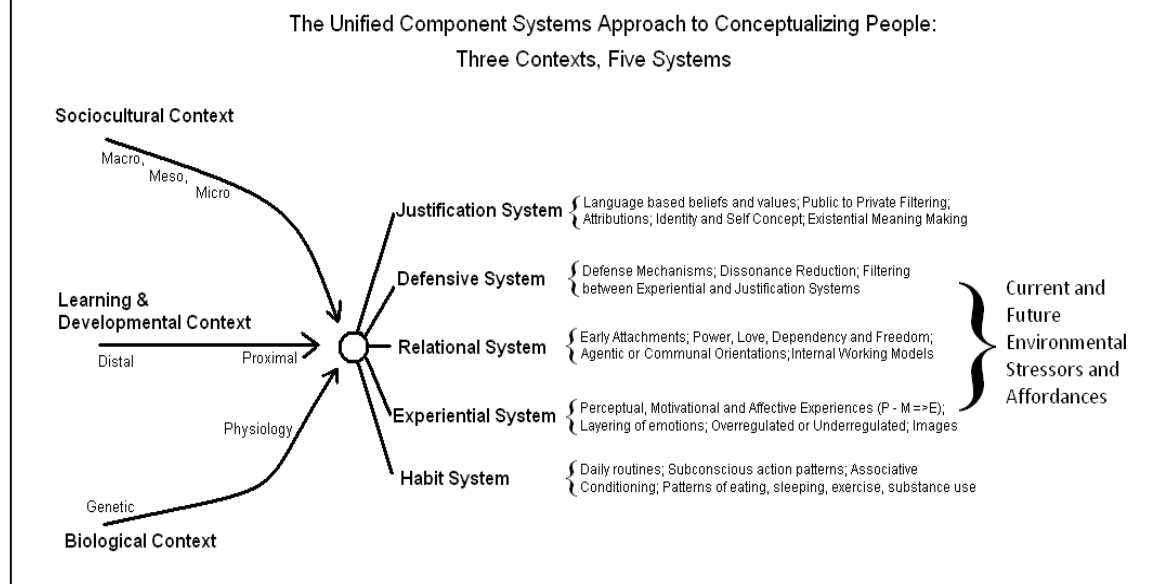 The Unified Component Systems Approach to Conceptualizing People:
Three Contexts, Five Systems
Sociocultural Context
Macro,
Meso,
Micro
Learning &
Developmental Context
Distal
Proximal
Physiology
Genetic
Biological Context
Justification System
Language based beliefs and values; Public to Private Filtering;
Attributions; Identity and Self Concept; Existential Meaning Making
Defensive System
Defense Mechanisms; Dissonance Reduction; Filtering
between Experiential and Justification Systems
Relational System
Early Attachments; Power, Love, Dependency and Freedom;
Agentic or Communal Orientations; Internal Working Models
Experiential System
Perceptual, Motivational and Affective Experiences (P - M =>E);
Layering of emotions; Overregulated or Underregulated; Images
Habit System
Daily routines; Subconscious action patterns; Associative
Conditioning; Patterns of eating, sleeping, exercise, substance use
Current and
Future
Environmental
Stressors and
Affordances